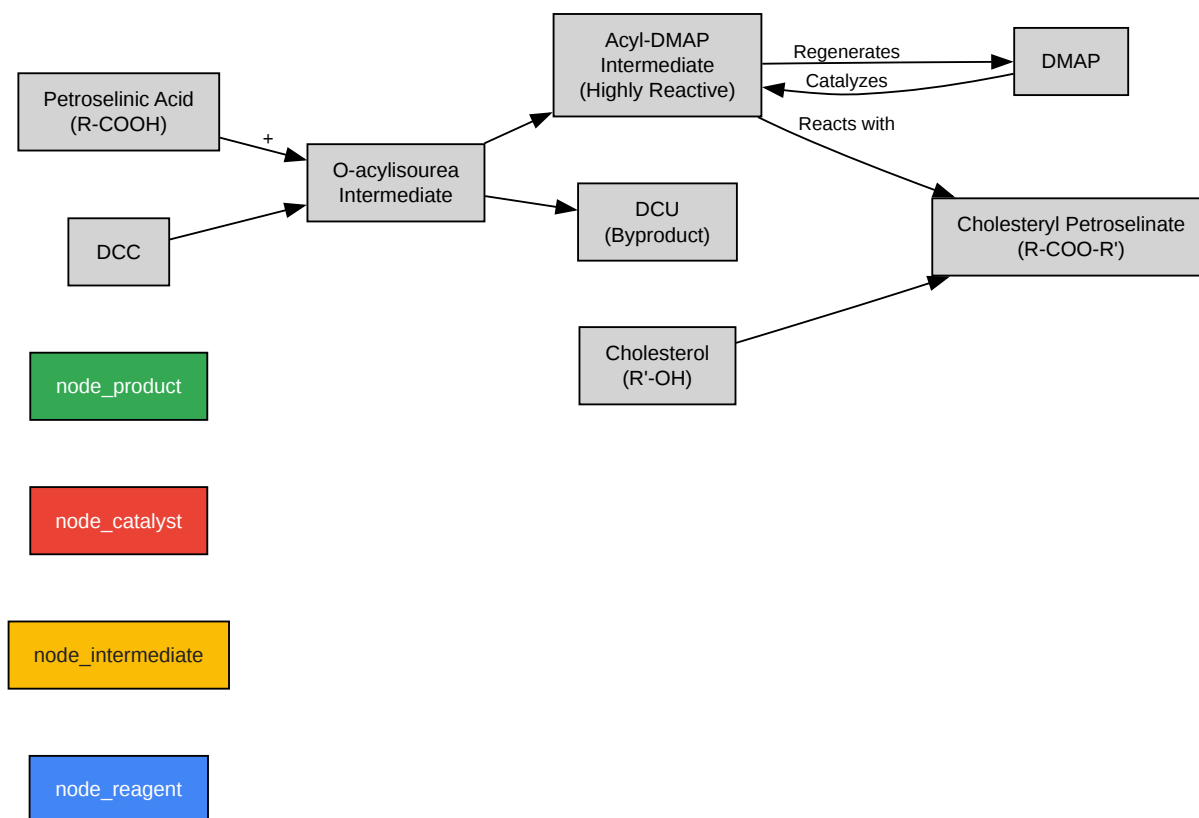 Petroselinic Acid
(R-COOH)
+
DCC
O-acylisourea
Intermediate
Acyl-DMAP
Intermediate
(Highly Reactive)
Regenerates
Catalyzes
DMAP
Reacts with
DCU
(Byproduct)
Cholesteryl Petroselinate
(R-COO-R')
Cholesterol
(R'-OH)
node_product
node_catalyst
node_intermediate
node_reagent